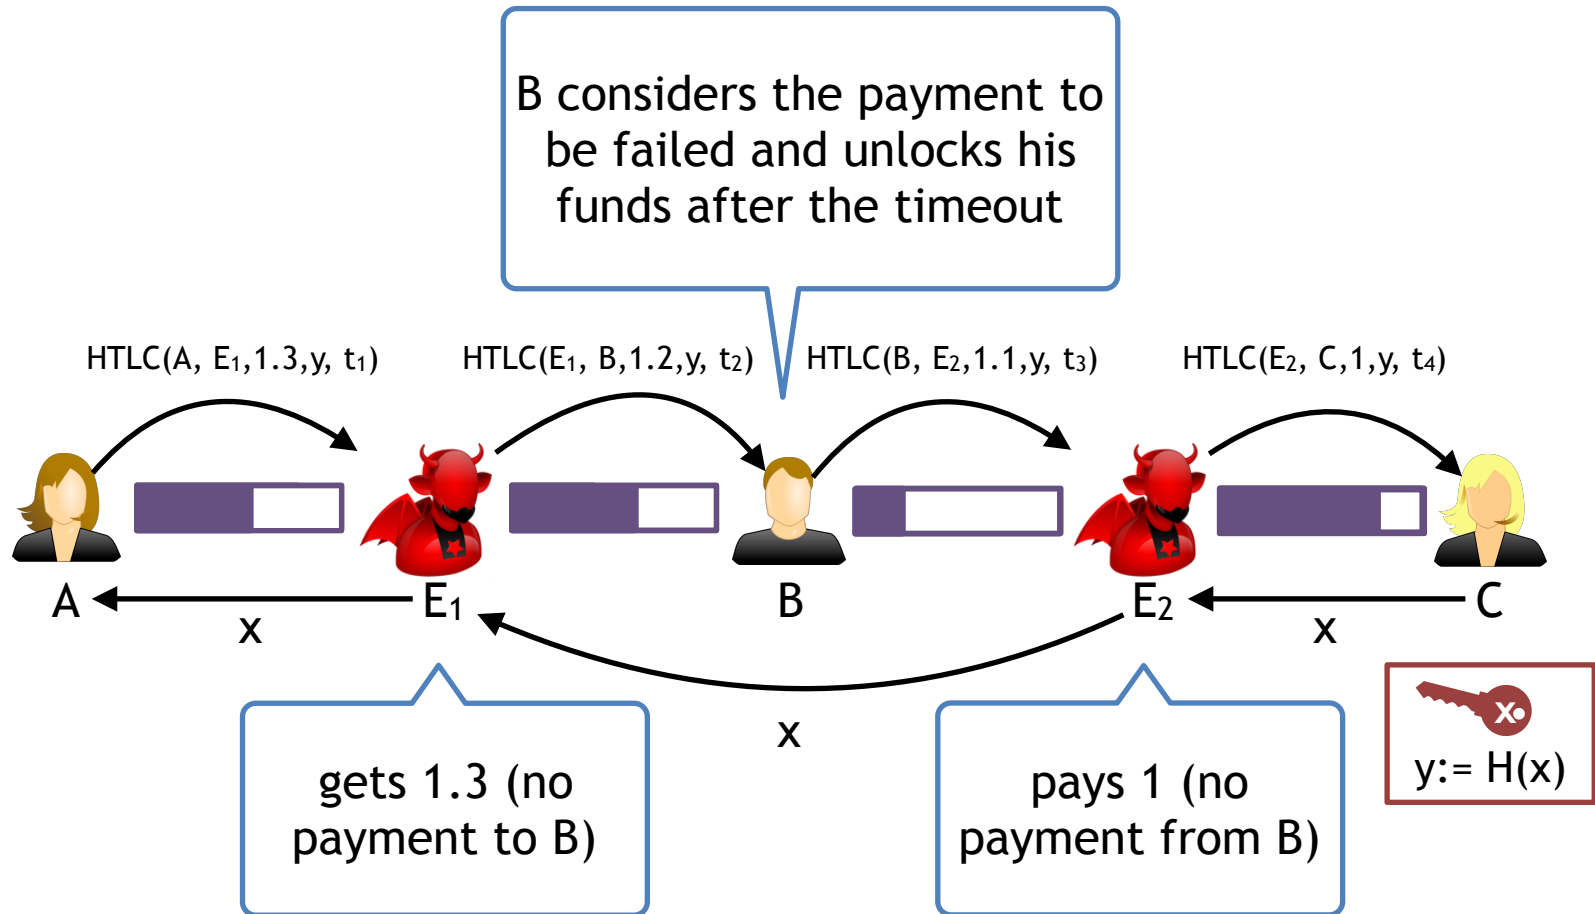 B considers the payment to
be failed and unlocks his
funds after the timeout
HTLC(A, E₁,1.3,y, t₁)
HTLC(E₁, B,1.2,y, t₂)
HTLC(B, E₂,1.1,y, t₃)
HTLC(E₂, C,1,y, t₄)
A
E₁
B
E₂
C
x
x
x
gets 1.3 (no
payment to B)
pays 1 (no
payment from B)
x
y:= H(x)